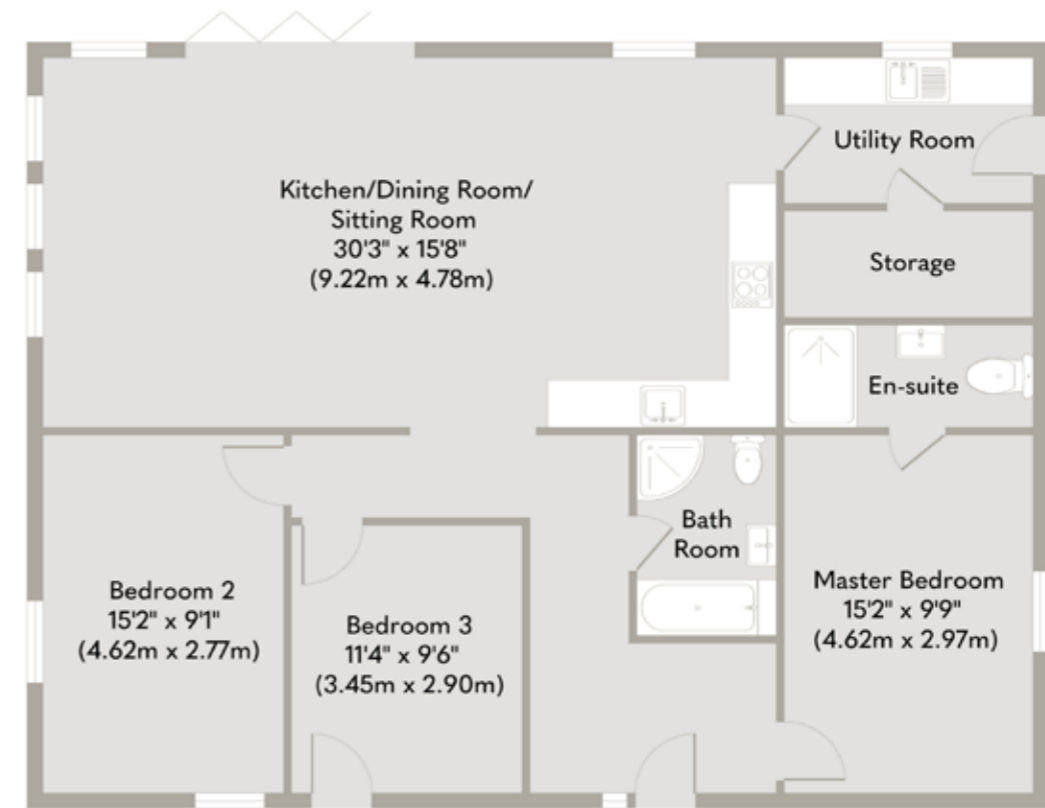 Kitchen/Dining Room/
Sitting Room
30'3" x 15'8"
(9.22m x 4.78m)
Utility Room
Storage
En-suite
Bath
Room
Master Bedroom
15'2" x 9'9"
(4.62m x 2.97m)
Bedroom 2
15'2" x 9'1"
(4.62m x 2.77m)
Bedroom 3
11'4" x 9'6"
(3.45m x 2.90m)